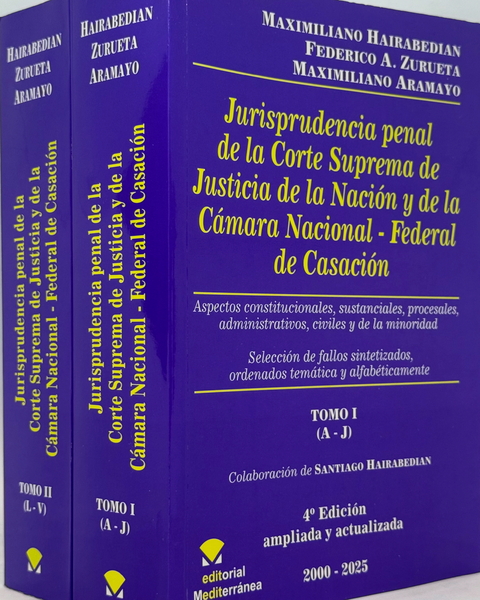 HAIRABEDIAN
ZURUETA
ARAMAYO
Jurisprudencia penal de la
Corte Suprema de Justicia y de la
Cámara Nacional - Federal de Casación
TOMO II
(L - V)
HAIRABEDIAN
ZURUETA
ARAMAYO
Jurisprudencia penal de la
Corte Suprema de Justicia y de la
Cámara Nacional - Federal de Casación
TOMO I
(A - J)
MAXIMILIANO HAIRABEDIAN
FEDERICO A. ZURUETA
MAXIMILIANO ARAMAYO
Jurisprudencia penal
de la Corte Suprema de
Justicia de la Nación y de la
Cámara Nacional - Federal
de Casación
Aspectos constitucionales, sustanciales, procesales,
administrativos, civiles y de la minoridad
Selección de fallos sintetizados,
ordenados temática y alfabéticamente
TOMO I
(A - J)
Colaboración de SANTIAGO HAIRABEDIAN
4º Edición
ampliada y actualizada
2000 - 2025
editorial
Mediterránea